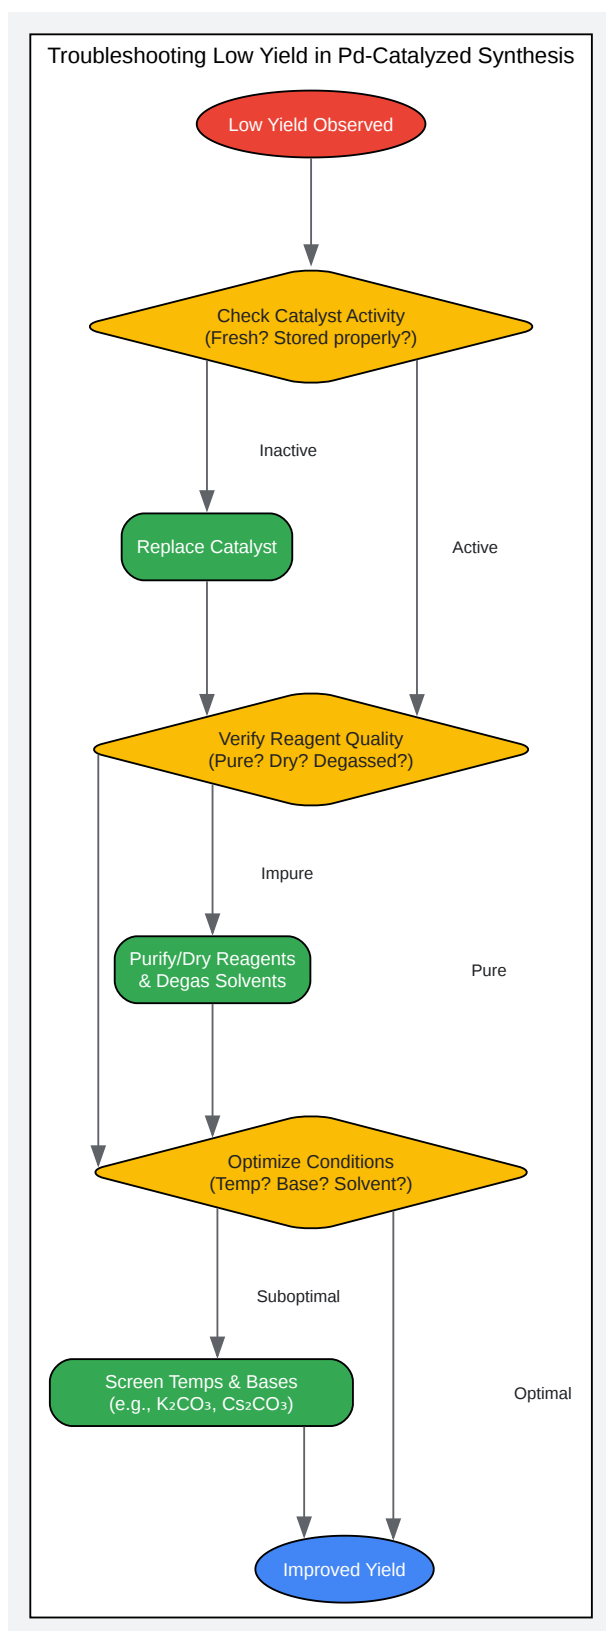 Troubleshooting Low Yield in Pd-Catalyzed Synthesis
Low Yield Observed
Check Catalyst Activity
(Fresh? Stored properly?)
Inactive
Replace Catalyst
Active
Verify Reagent Quality
(Pure? Dry? Degassed?)
Impure
Purify/Dry Reagents
& Degas Solvents
Pure
Optimize Conditions
(Temp? Base? Solvent?)
Suboptimal
Screen Temps & Bases
(e.g., K₂CO₃, Cs₂CO₃)
Optimal
Improved Yield